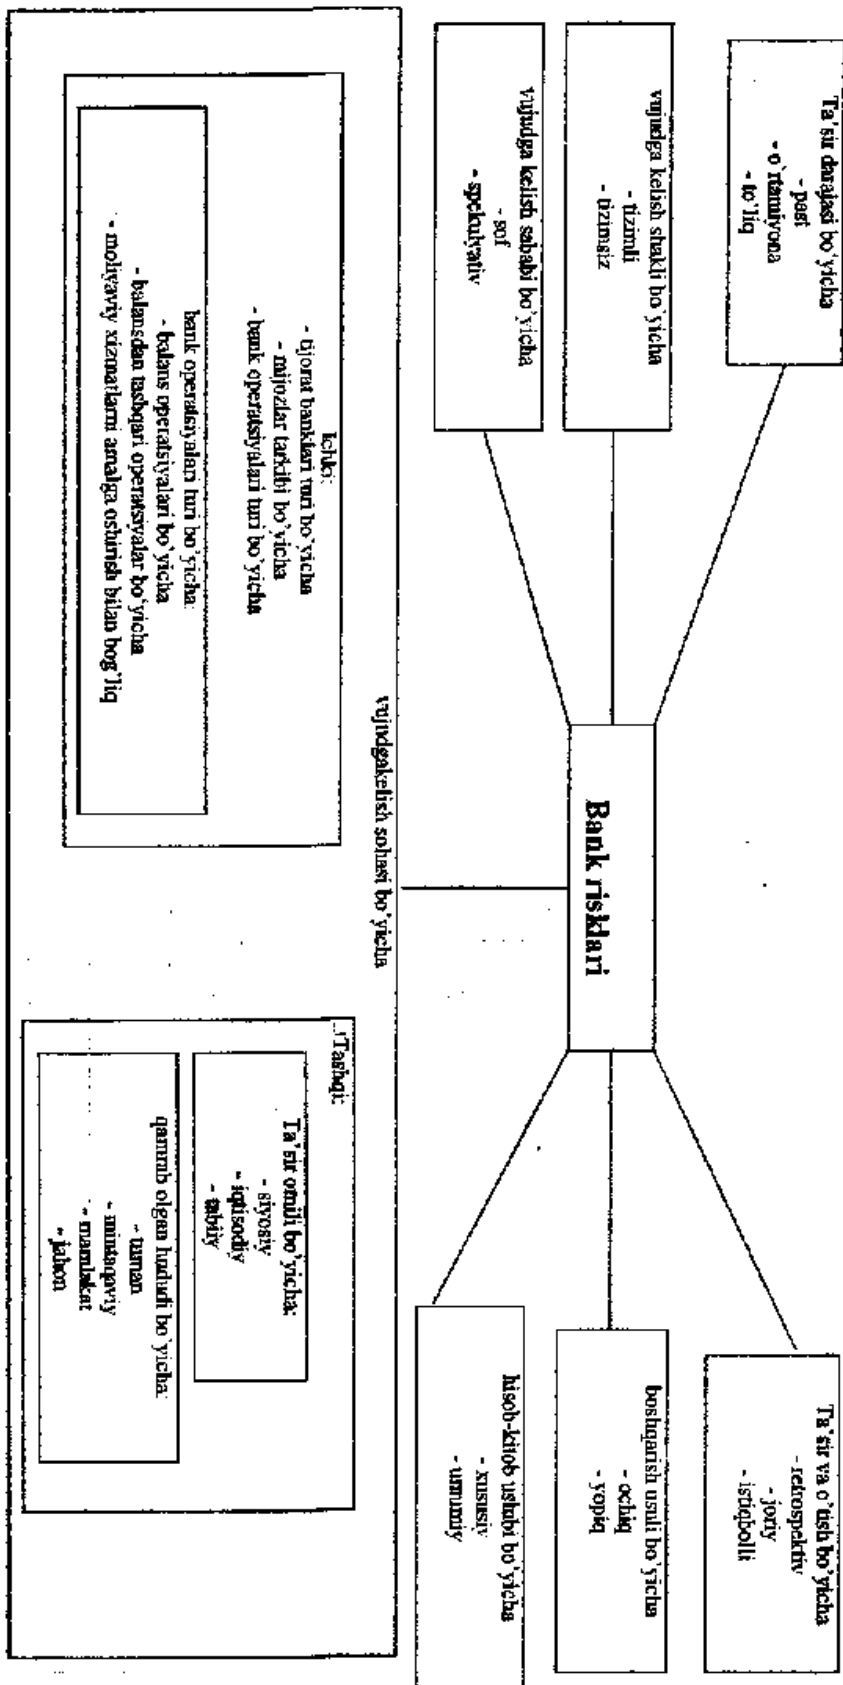 Ta'sir darajasi bo'yicha
- past
- o`rtamiyona
- to`liq
vujudga kelish shakli bo'yicha
- tizimli
- tizimsiz
vujudga kelish sababi bo'yicha
- sof
- spekulyativ
Bank risklari
Ta'sir va o'tish bo'yicha
- retrospektiv
- joriy
- istiqbolli
boshqarish usuli bo'yicha
- ochiq
- yopiq
hisob-kitob uslubi bo'yicha
- xususiy
- umumiy
vujudgakelish sohasi bo'yicha
Ichki:
- tijorat banklari turi bo'yicha
- mijozlar tarkibi bo'yicha
- bank operatsiyalari turi bo'yicha
bank operatsiyalari turi bo'yicha:
- balans operatsiyalari bo'yicha
- balansdan tashqari operatsiyalar bo'yicha
- moliyaviy xizmatlarni amalga oshirish bilan bog'liq
Tashqi:
Ta'sir omili bo'yicha:
- siyosiy
- iqtisodiy
- tabiiy
qamrab olgan hududi bo'yicha:
- tuman
- mintaqaviy
- mamlakat
- jahon